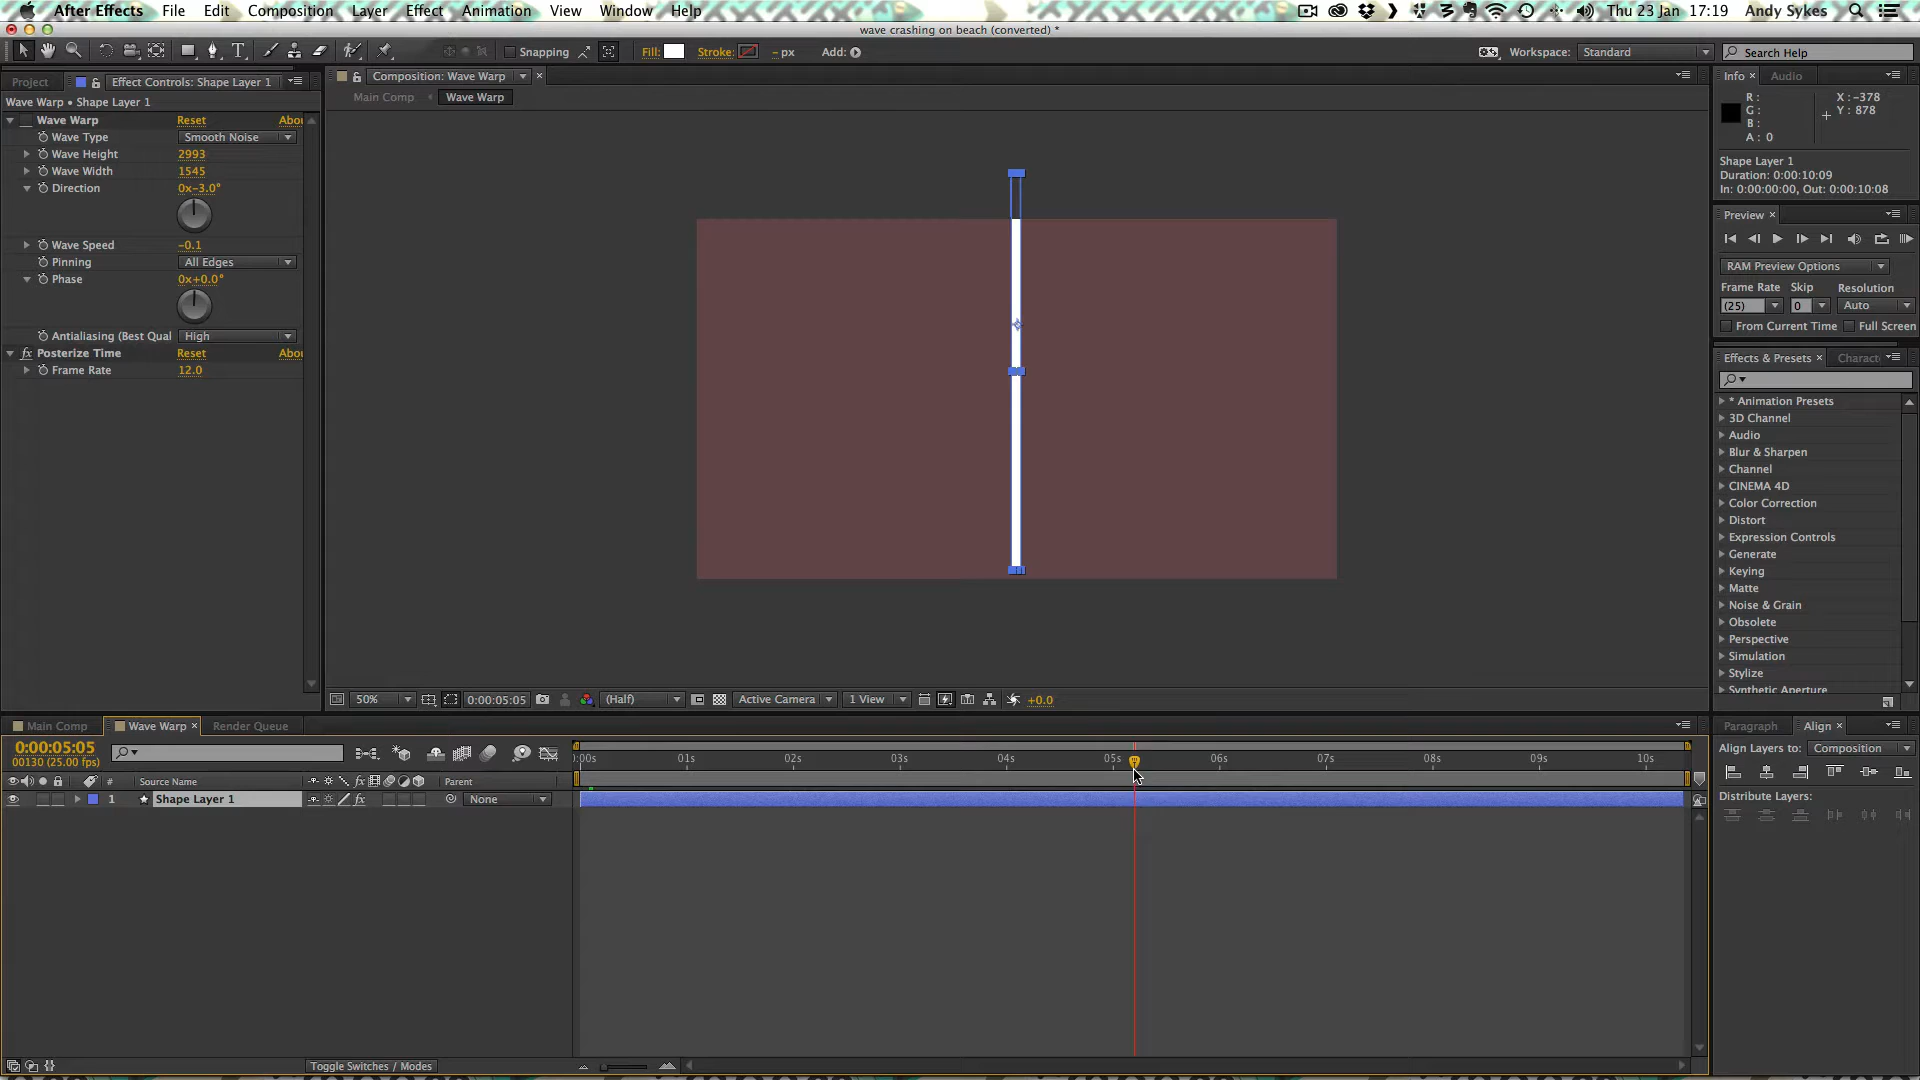 After Effects File Edit Composition Layer Effect Animation View Window Help Thu 23 Jan 17:19 Andy Sykes
wave crashing on beach (converted) *
Snapping Fill: Stroke: - px Add: Workspace: Standard Search Help
Project Effect Controls: Shape Layer 1 Composition: Wave Warp Info Audio
Main Comp Wave Warp
Wave Warp • Shape Layer 1
R : X : -378
G : Y : 878
B :
A : 0
Wave Warp Reset Abou
Wave Type Smooth Noise
Wave Height 2993
Wave Width 1545
Direction 0x-3.0°
Wave Speed -0.1
Pinning All Edges
Phase 0x+0.0°
Antialiasing (Best Qual High
Posterize Time Reset Abou
Frame Rate 12.0
Shape Layer 1
Duration: 0:00:10:09
In: 0:00:00:00, Out: 0:00:10:08
Preview
RAM Preview Options
Frame Rate Skip Resolution
(25) 0 Auto
From Current Time Full Screen
Effects & Presets Charact
* Animation Presets
3D Channel
Audio
Blur & Sharpen
Channel
CINEMA 4D
Color Correction
Distort
Expression Controls
Generate
Keying
Matte
Noise & Grain
Obsolete
Perspective
Simulation
Stylize
Synthetic Aperture
50% 0:00:05:05 (Half) Active Camera 1 View +0.0
Main Comp Wave Warp Render Queue
0:00:05:05
00130 (25.00 fps)
# Source Name Parent
1 Shape Layer 1 None
:00s 01s 02s 03s 04s 05s 06s 07s 08s 09s 10s
Toggle Switches / Modes
Paragraph Align
Align Layers to: Composition
Distribute Layers: